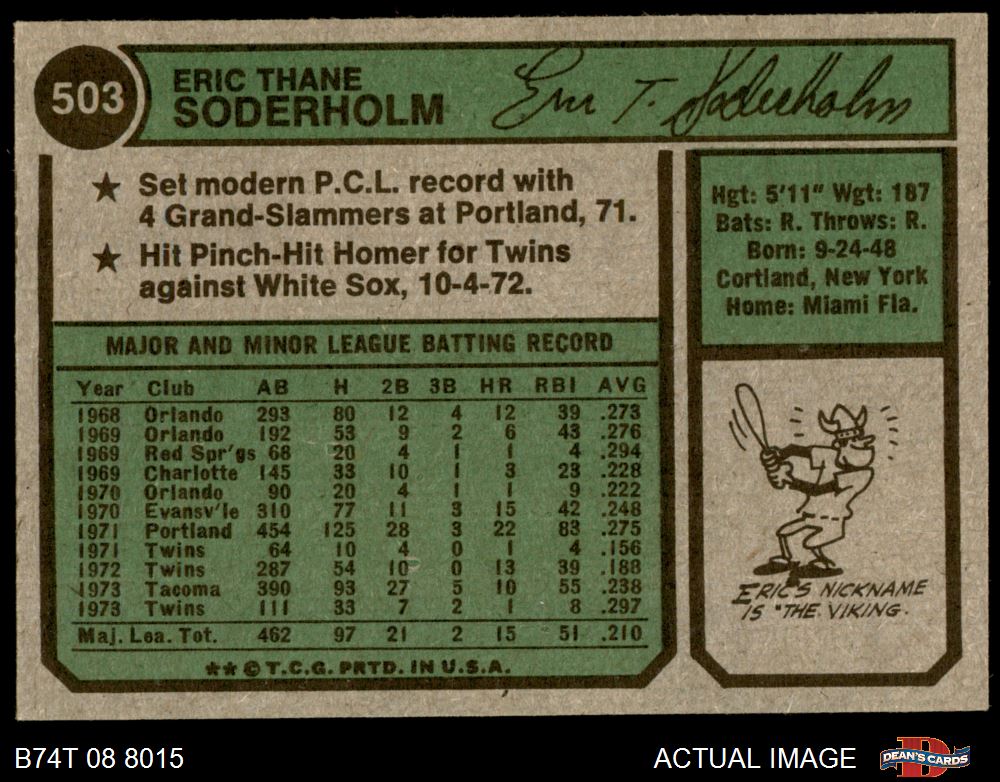 503
ERIC THANE
SODERHOLM
Eric T. Soderholm
★ Set modern P.C.L. record with
4 Grand-Slammers at Portland, 71.
★ Hit Pinch-Hit Homer for Twins
against White Sox, 10-4-72.
Hgt: 5'11" Wgt: 187
Bats: R. Throws: R.
Born: 9-24-48
Cortland, New York
Home: Miami Fla.
MAJOR AND MINOR LEAGUE BATTING RECORD
Year Club AB H 2B 3B HR RBI AVG
1968 Orlando 293 80 12 4 12 39 .273
1969 Orlando 192 53 9 2 6 43 .276
1969 Red Spr'gs 68 20 4 1 1 4 .294
1969 Charlotte 145 33 10 1 3 23 .228
1970 Orlando 90 20 4 1 1 9 .222
1970 Evansv'le 310 77 11 3 15 42 .248
1971 Portland 454 125 28 3 22 83 .275
1971 Twins 64 10 4 0 1 4 .156
1972 Twins 287 54 10 0 13 39 .188
1973 Tacoma 390 93 27 5 10 55 .238
1973 Twins 111 33 7 2 1 8 .297
Maj. Lea. Tot. 462 97 21 2 15 51 .210
★★ © T.C.G. PRTD. IN U.S.A.
ERIC'S NICKNAME
IS "THE VIKING.
B74T 08 8015
ACTUAL IMAGE
DEAN'S CARDS